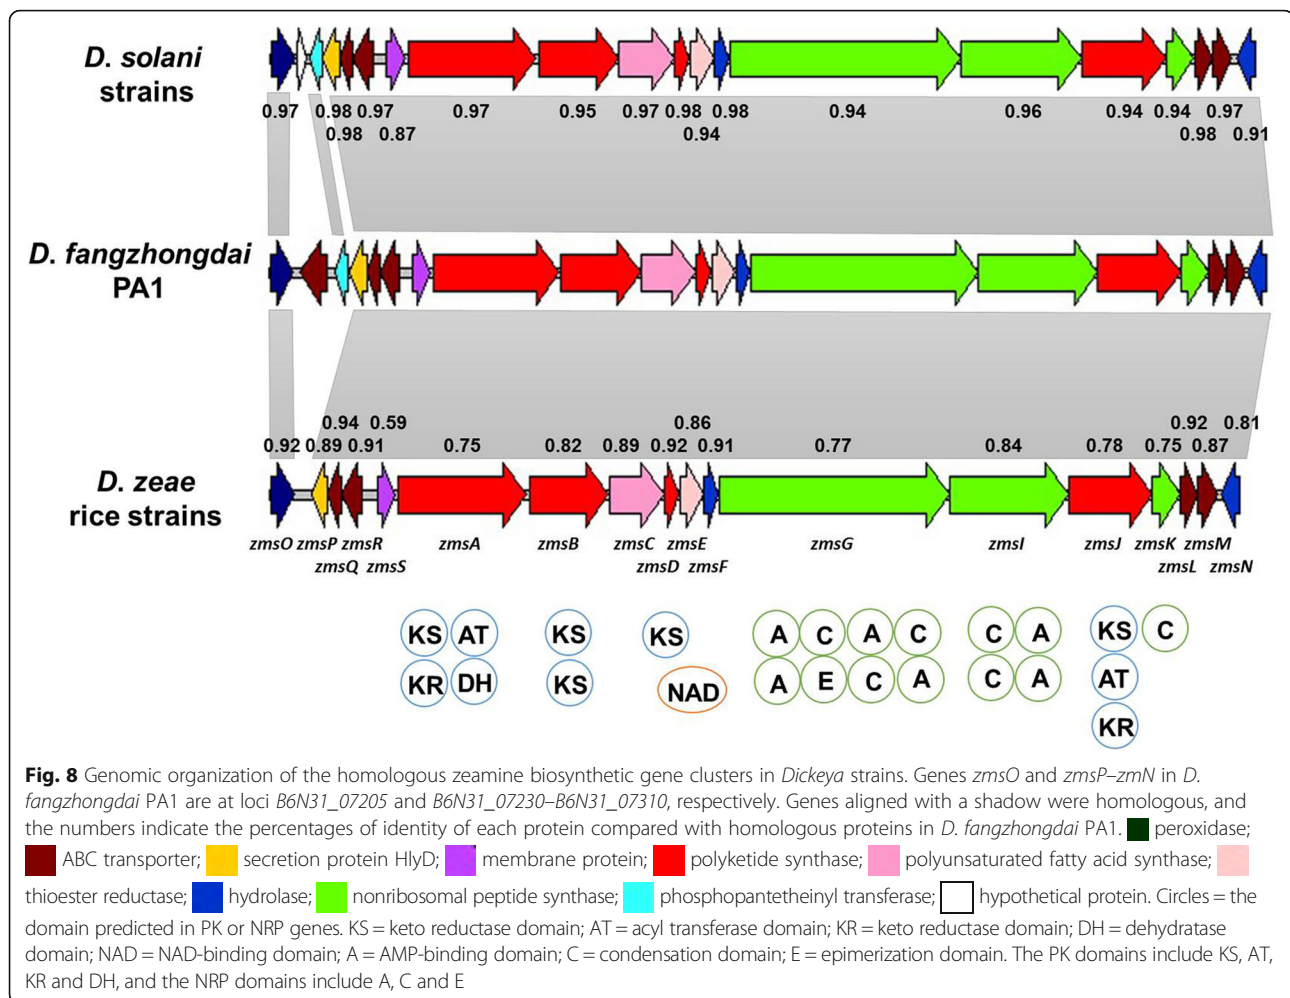 D. solani
strains
0.97 0.98 0.97 0.97 0.95 0.97 0.98 0.98 0.94 0.96 0.94 0.94 0.97
0.98 0.87 0.94 0.98 0.91
D. fangzhongdai
PA1
0.94 0.59 0.86 0.92 0.81
0.92 0.89 0.91 0.75 0.82 0.89 0.92 0.91 0.77 0.84 0.78 0.75 0.87
D. zeae
rice strains
zmsO zmsP zmsR zmsA zmsB zmsC zmsE zmsG zmsI zmsJ zmsK zmsM
zmsQ zmsS zmsD zmsF zmsL zmsN
KS AT KS KS A C A C C A KS C
KR DH KS NAD A E C A C A AT
KR
Fig. 8 Genomic organization of the homologous zeamine biosynthetic gene clusters in Dickeya strains. Genes zmsO and zmsP–zmN in D.
fangzhongdai PA1 are at loci B6N31_07205 and B6N31_07230–B6N31_07310, respectively. Genes aligned with a shadow were homologous, and
the numbers indicate the percentages of identity of each protein compared with homologous proteins in D. fangzhongdai PA1. peroxidase;
ABC transporter; secretion protein HlyD; membrane protein; polyketide synthase; polyunsaturated fatty acid synthase;
thioester reductase; hydrolase; nonribosomal peptide synthase; phosphopantetheinyl transferase; hypothetical protein. Circles = the
domain predicted in PK or NRP genes. KS = keto reductase domain; AT = acyl transferase domain; KR = keto reductase domain; DH = dehydratase
domain; NAD = NAD-binding domain; A = AMP-binding domain; C = condensation domain; E = epimerization domain. The PK domains include KS, AT,
KR and DH, and the NRP domains include A, C and E